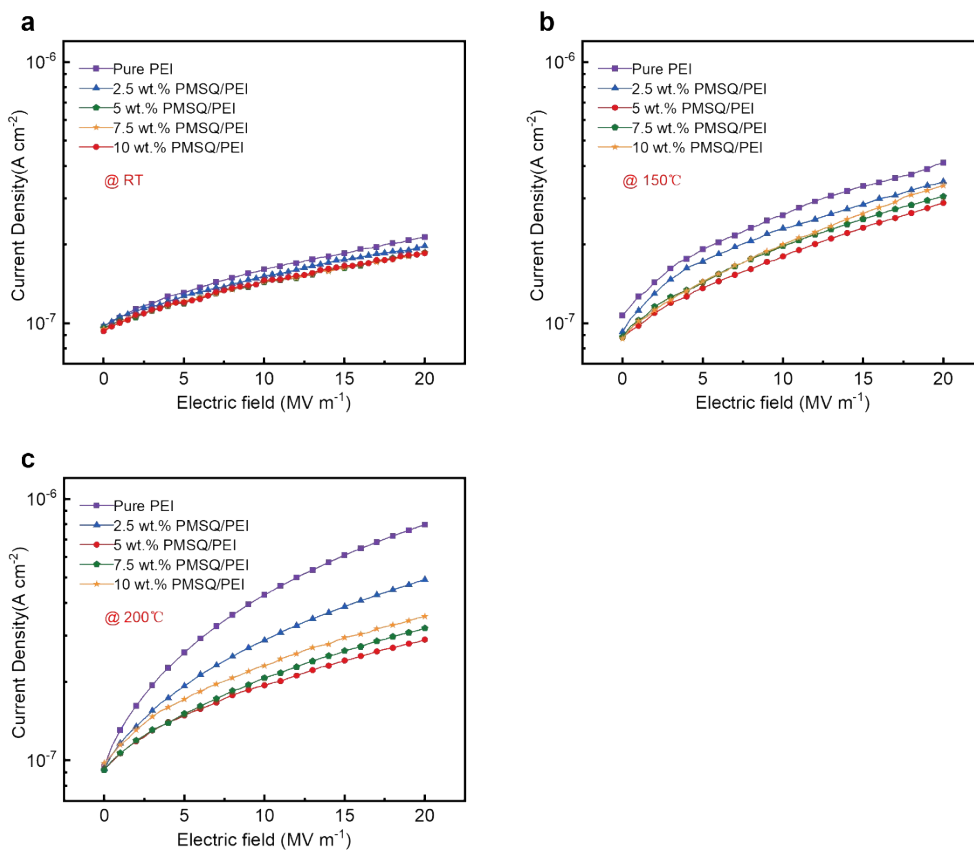 a
10⁻⁶
10⁻⁷
Current Density(A cm⁻²)
Pure PEI
2.5 wt.% PMSQ/PEI
5 wt.% PMSQ/PEI
7.5 wt.% PMSQ/PEI
10 wt.% PMSQ/PEI
@ RT
0 5 10 15 20
Electric field (MV m⁻¹)
b
10⁻⁶
10⁻⁷
Current Density(A cm⁻²)
Pure PEI
2.5 wt.% PMSQ/PEI
5 wt.% PMSQ/PEI
7.5 wt.% PMSQ/PEI
10 wt.% PMSQ/PEI
@ 150℃
0 5 10 15 20
Electric field (MV m⁻¹)
c
10⁻⁶
10⁻⁷
Current Density(A cm⁻²)
Pure PEI
2.5 wt.% PMSQ/PEI
5 wt.% PMSQ/PEI
7.5 wt.% PMSQ/PEI
10 wt.% PMSQ/PEI
@ 200℃
0 5 10 15 20
Electric field (MV m⁻¹)